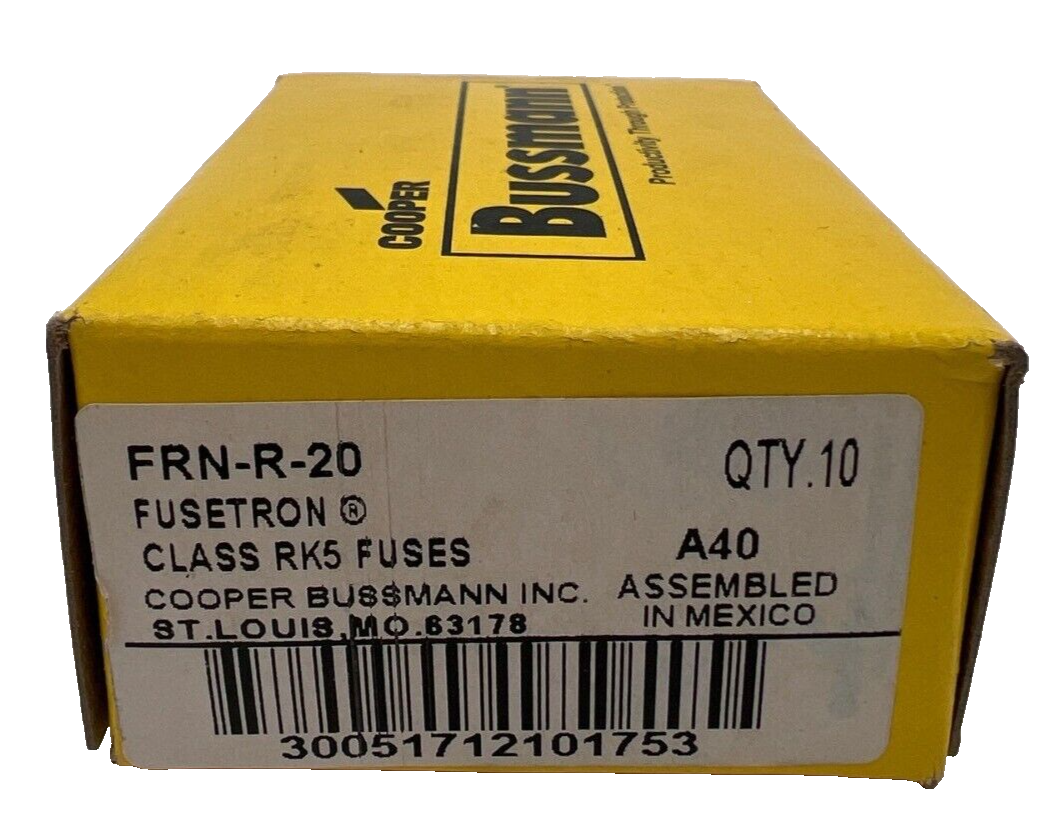 COOPER
Bussmann®
Productivity Through Protection
FRN-R-20
QTY.10
FUSETRON ®
CLASS RK5 FUSES
A40
COOPER BUSSMANN INC.
ASSEMBLED
ST.LOUIS,MO.63178
IN MEXICO
30051712101753